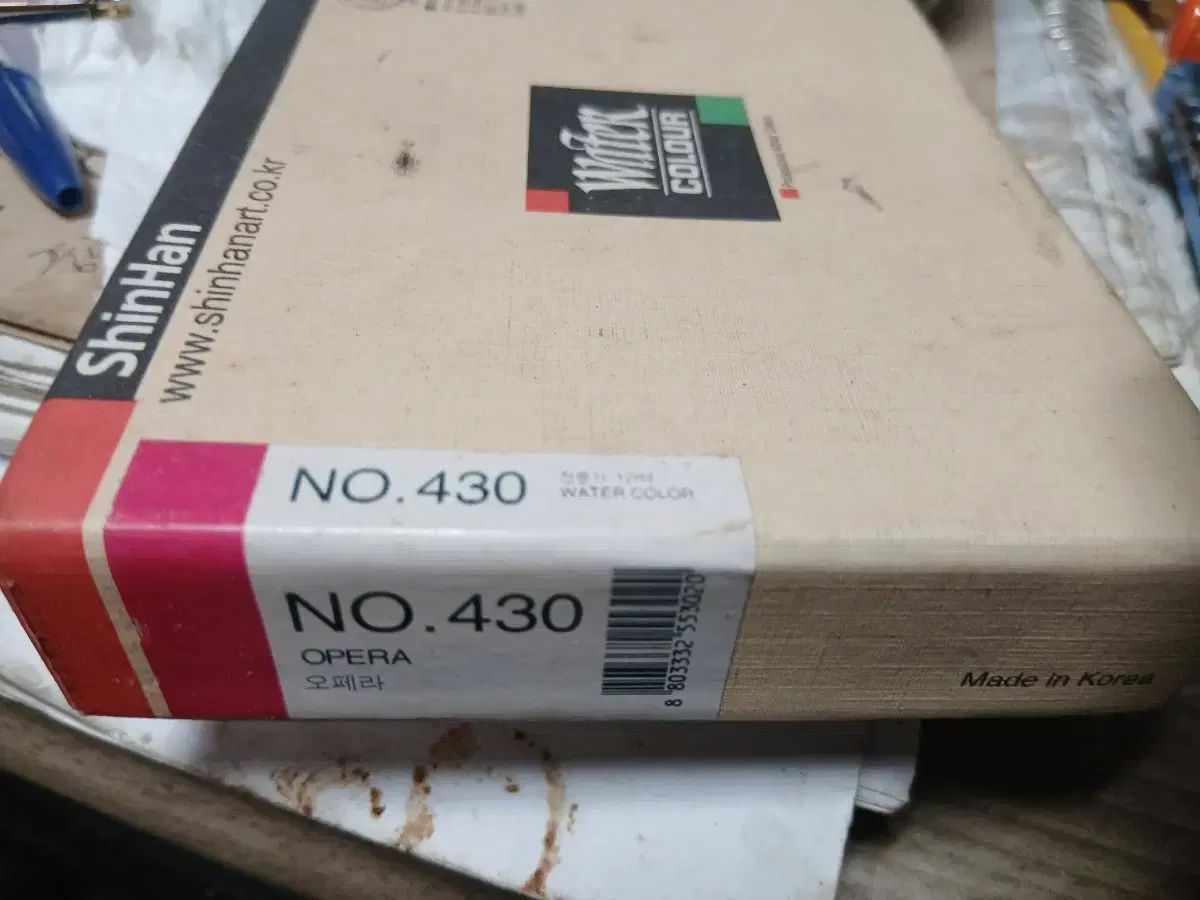 ShinHan
www.shinhanart.co.kr
Water
COLOUR
NO.430
WATER COLOR
NO.430
OPERA
오페라
8 803332 553020
Made in Korea